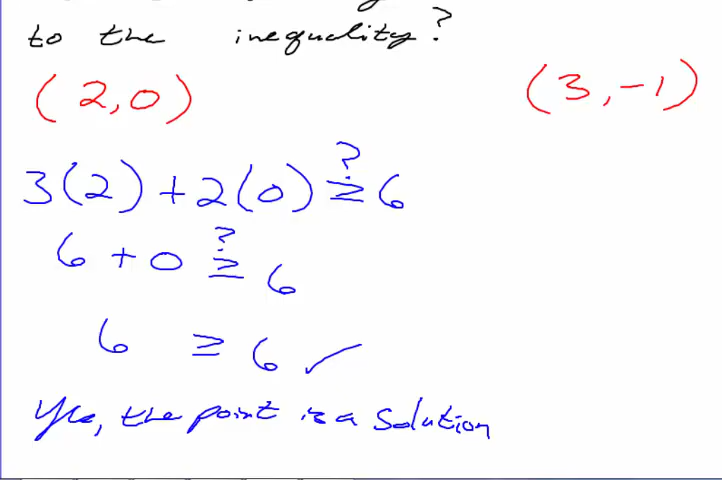 to the inequality?
(2,0) (3,-1)
3(2) + 2(0) ≥? 6
6 + 0 ≥? 6
6 ≥ 6 ✓
Yes, the point is a solution